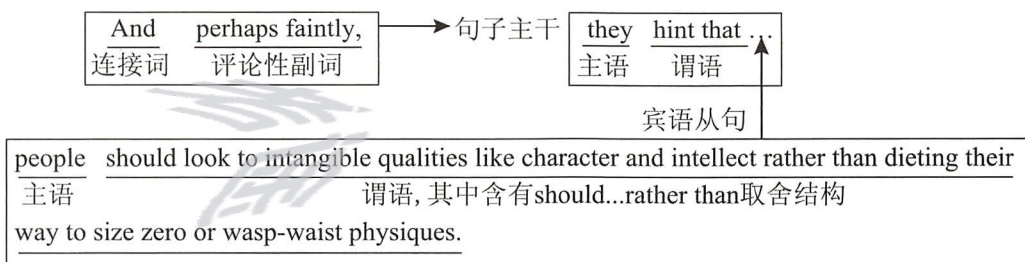 And perhaps faintly, 句子主干 they hint that …
连接词 评论性副词 主语 谓语
宾语从句
people should look to intangible qualities like character and intellect rather than dieting their
主语 谓语, 其中含有should...rather than取舍结构
way to size zero or wasp-waist physiques.